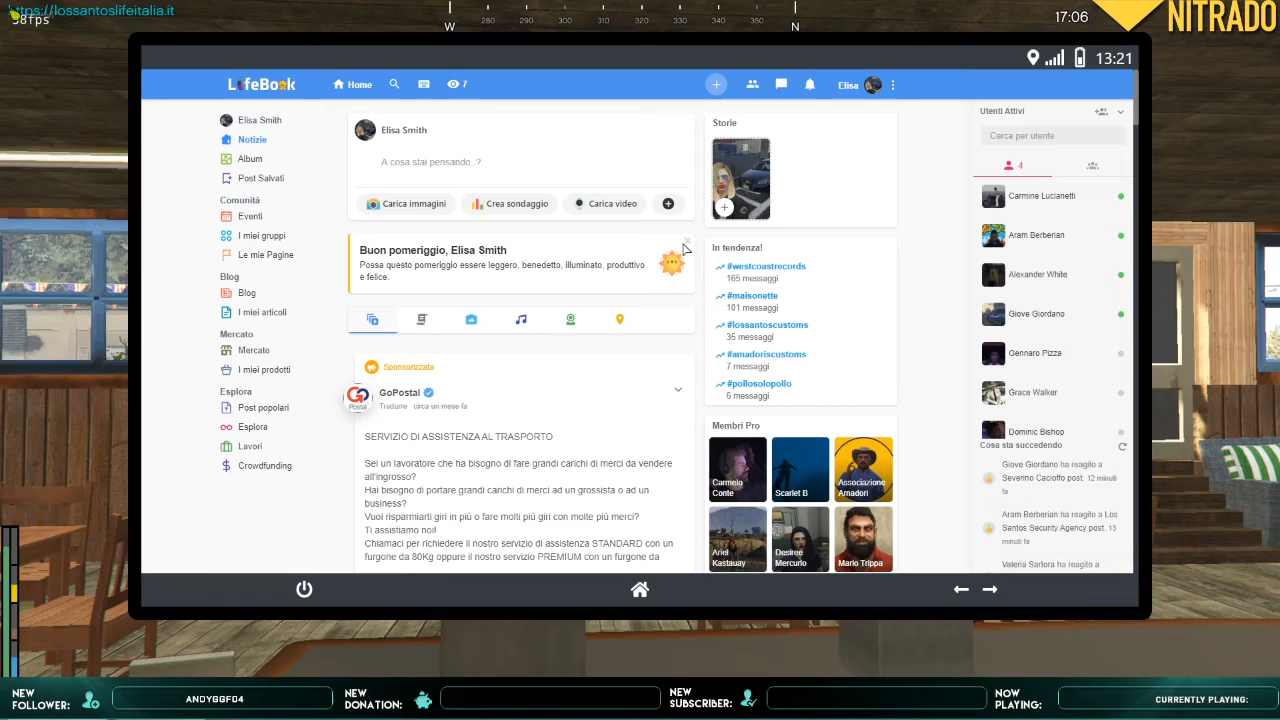 https://lossantoslifeitalia.it
8fps
W 280 290 300 310 320 330 340 350 N
17:06
NITRADO
13:21
LifeBook
Home
7
Elisa
Elisa Smith
Notizie
Album
Post Salvati
Comunità
Eventi
I miei gruppi
Le mie Pagine
Blog
Blog
I miei articoli
Mercato
Mercato
I miei prodotti
Esplora
Post popolari
Esplora
Lavori
Crowdfunding
Elisa Smith
A cosa stai pensando..?
Carica immagini
Crea sondaggio
Carica video
Buon pomeriggio, Elisa Smith
Possa questo pomeriggio essere leggero, benedetto, illuminato, produttivo
e felice.
Sponsorizzata
GO
Postal
GoPostal
Tradurre circa un mese fa
SERVIZIO DI ASSISTENZA AL TRASPORTO
Sei un lavoratore che ha bisogno di fare grandi carichi di merci da vendere
all'ingrosso?
Hai bisogno di portare grandi carichi di merci ad un grossista o ad un
business?
Vuoi risparmiarti giri in più o fare molti più giri con molte più merci?
Ti assistiamo noi!
Chiamaci per richiedere il nostro servizio di assistenza STANDARD con un
furgone da 80Kg oppure il nostro servizio PREMIUM con un furgone da
Storie
In tendenza!
#westcoastrecords
165 messaggi
#maisonette
101 messaggi
#lossantoscustoms
35 messaggi
#amadoriscustoms
7 messaggi
#pollosolopollo
6 messaggi
Membri Pro
Carmelo
Conte
Scarlet B
Associazione
Amadori
Ariel
Kastauay
Desiree
Mercurio
Mario Trippa
Utenti Attivi
Cerca per utente
4
Carmine Lucianetti
Aram Berberian
Alexander White
Giove Giordano
Gennaro Pizza
Grace Walker
Dominic Bishop
Cosa sta succedendo
Giove Giordano ha reagito a
Severino Cacioffo post. 12 minuti
fa
Aram Berberian ha reagito a Los
Santos Security Agency post. 13
minuti fa
Valeria Sartora ha reagito a
NEW
FOLLOWER:
ANDYGGF04
NEW
DONATION:
NEW
SUBSCRIBER:
NOW
PLAYING:
CURRENTLY PLAYING: